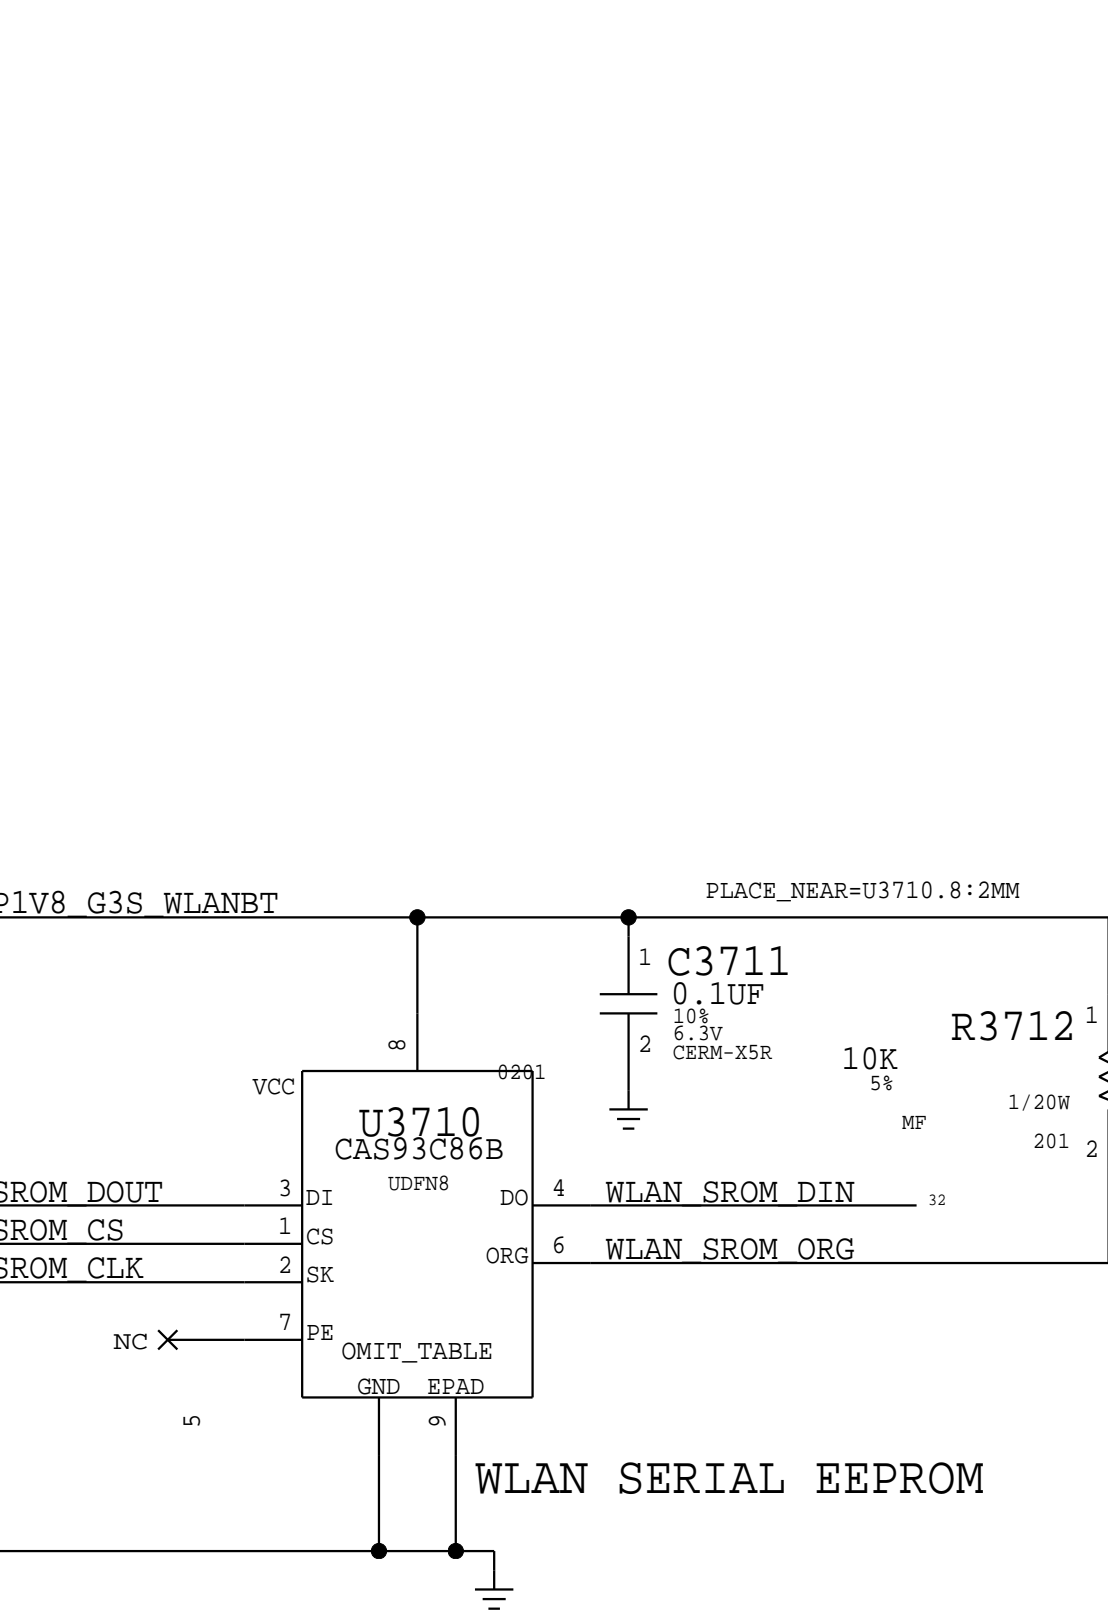 PLACE_NEAR=U3710.8:2MM
P1V8_G3S_WLANBT
1 C3711
0.1UF
10%
6.3V
2 CERM-X5R
R3712 1
10K
5%
1/20W
MF
201 2
8
0201
VCC
U3710
CAS93C86B
UDFN8
SROM_DOUT 3 DI DO 4 WLAN_SROM_DIN 32
SROM_CS 1 CS
ORG 6 WLAN_SROM_ORG
SROM_CLK 2 SK
NC 7 PE
OMIT_TABLE
GND EPAD
5 9
WLAN SERIAL EEPROM